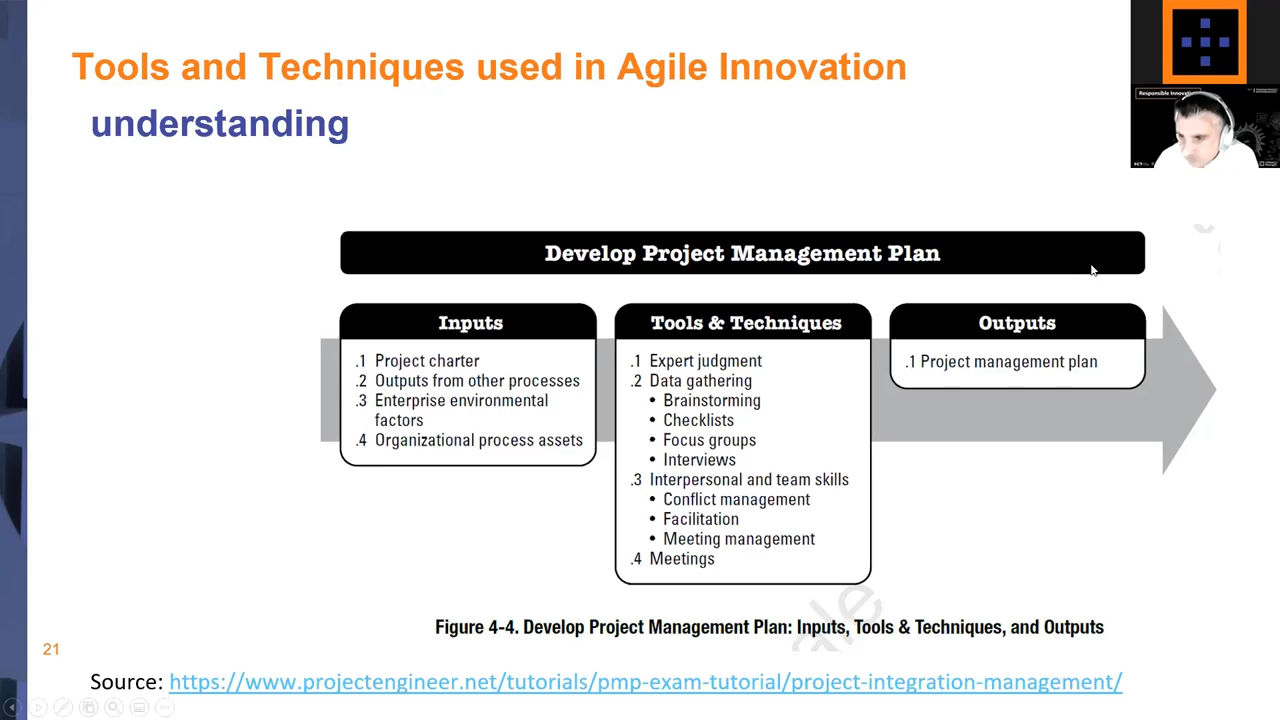 Tools and Techniques used in Agile Innovation
understanding
Responsible Innovation
Develop Project Management Plan
Inputs
.1 Project charter
.2 Outputs from other processes
.3 Enterprise environmental
factors
.4 Organizational process assets
Tools & Techniques
.1 Expert judgment
.2 Data gathering
• Brainstorming
• Checklists
• Focus groups
• Interviews
.3 Interpersonal and team skills
• Conflict management
• Facilitation
• Meeting management
.4 Meetings
Outputs
.1 Project management plan
Figure 4-4. Develop Project Management Plan: Inputs, Tools & Techniques, and Outputs
21
Source: https://www.projectengineer.net/tutorials/pmp-exam-tutorial/project-integration-management/